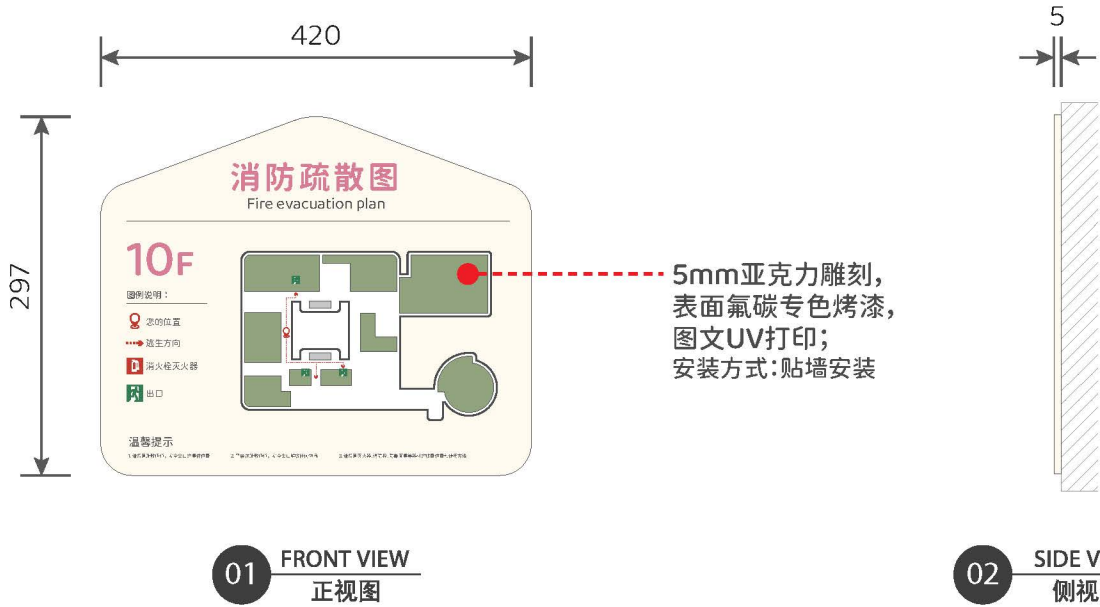 420
5
297
消防疏散图
Fire evacuation plan
10F
图例说明：
您的位置
逃生方向
消火栓灭火器
出口
温馨提示
5mm亚克力雕刻，
表面氟碳专色烤漆，
图文UV打印；
安装方式：贴墙安装
01 FRONT VIEW
正视图
02 SIDE V
侧视